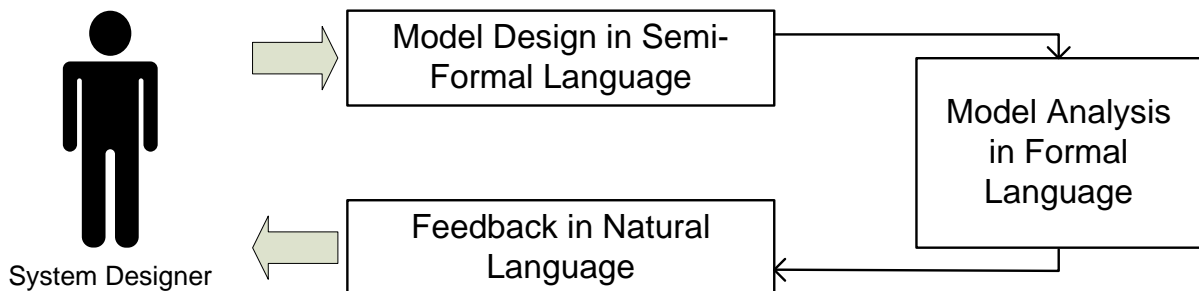 Model Design in Semi-
Formal Language
Model Analysis
in Formal
Language
Feedback in Natural
Language
System Designer